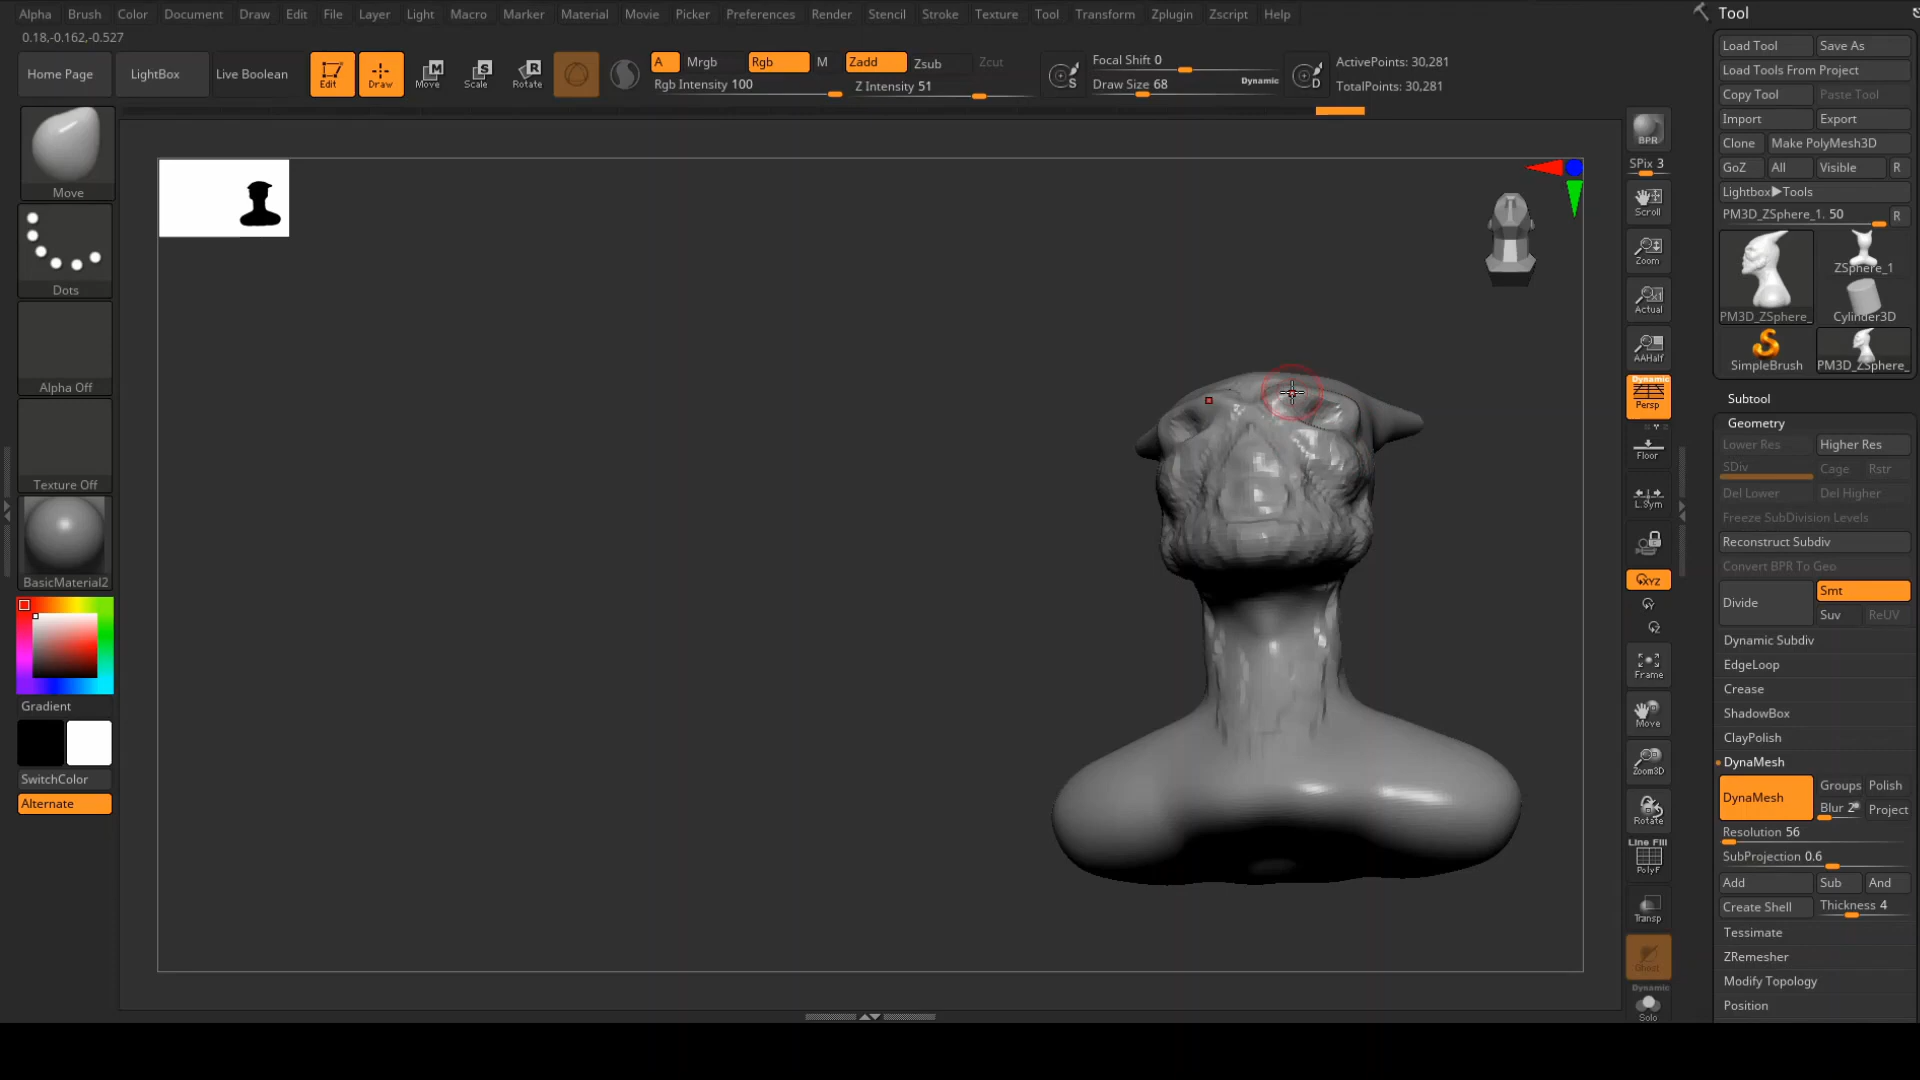 Alpha Brush Color Document Draw Edit File Layer Light Macro Marker Material Movie Picker Preferences Render Stencil Stroke Texture Tool Transform Zplugin Zscript Help
0.18,-0.162,-0.527
Home Page LightBox Live Boolean Edit Draw Move Scale Rotate
A Mrgb Rgb M Zadd Zsub Zcut
Rgb Intensity 100 Z Intensity 51
S Focal Shift 0
Draw Size 68 Dynamic
D ActivePoints: 30,281
TotalPoints: 30,281
Move
Dots
Alpha Off
Texture Off
BasicMaterial2
Gradient
SwitchColor
Alternate
BPR
SPix 3
Scroll
Zoom
Actual
AAHalf
Dynamic
Persp
Floor
L.Sym
XYZ
Y
Z
Frame
Move
Zoom3D
Rotate
Line Fill
PolyF
Transp
Ghost
Dynamic
Solo
Tool
Load Tool Save As
Load Tools From Project
Copy Tool Paste Tool
Import Export
Clone Make PolyMesh3D
GoZ All Visible R
Lightbox▶Tools
PM3D_ZSphere_1. 50 R
ZSphere_1
PM3D_ZSphere_ Cylinder3D
SimpleBrush PM3D_ZSphere_
Subtool
Geometry
Lower Res Higher Res
SDiv Cage Rstr
Del Lower Del Higher
Freeze SubDivision Levels
Reconstruct Subdiv
Convert BPR To Geo
Divide Smt
Suv ReUV
Dynamic Subdiv
EdgeLoop
Crease
ShadowBox
ClayPolish
DynaMesh
DynaMesh Groups Polish
Blur 2 Project
Resolution 56
SubProjection 0.6
Add Sub And
Create Shell Thickness 4
Tessimate
ZRemesher
Modify Topology
Position